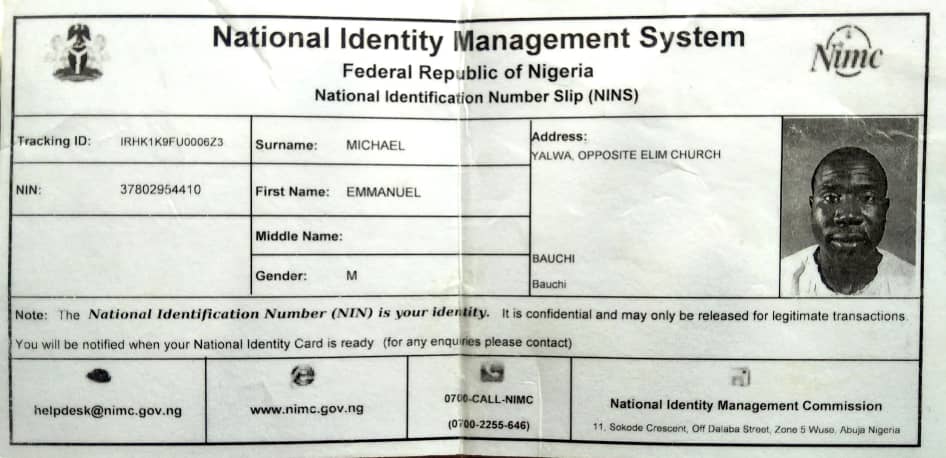 National Identity Management System
Federal Republic of Nigeria
National Identification Number Slip (NINS)
Nimc
Tracking ID: IRHK1K9FU0006Z3
Surname: MICHAEL
Address:
YALWA, OPPOSITE ELIM CHURCH
NIN: 37802954410
First Name: EMMANUEL
Middle Name:
BAUCHI
Gender: M
Bauchi
Note: The National Identification Number (NIN) is your identity. It is confidential and may only be released for legitimate transactions.
You will be notified when your National Identity Card is ready (for any enquiries please contact)
helpdesk@nimc.gov.ng
www.nimc.gov.ng
0700-CALL-NIMC
(0700-2255-646)
National Identity Management Commission
11, Sokode Crescent, Off Dalaba Street, Zone 5 Wuse, Abuja Nigeria